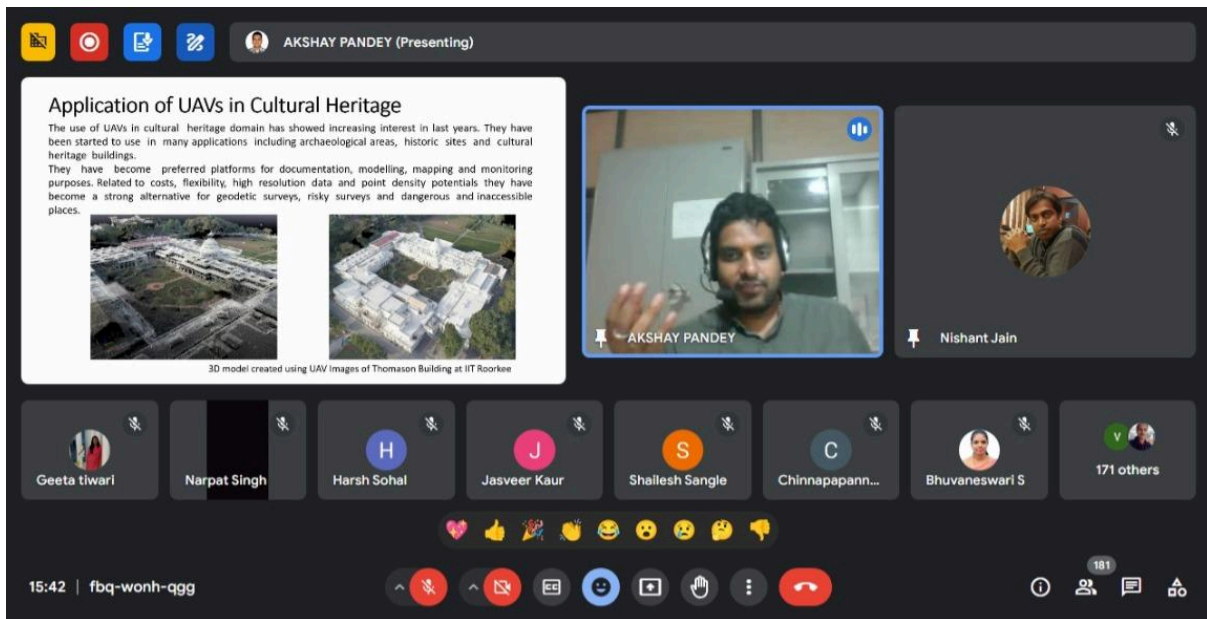 AKSHAY PANDEY (Presenting)
Application of UAVs in Cultural Heritage
The use of UAVs in cultural heritage domain has showed increasing interest in last years. They have
been started to use in many applications including archaeological areas, historic sites and cultural
heritage buildings.
They have become preferred platforms for documentation, modelling, mapping and monitoring
purposes. Related to costs, flexibility, high resolution data and point density potentials they have
become a strong alternative for geodetic surveys, risky surveys and dangerous and inaccessible
places.
3D model created using UAV Images of Thomason Building at IIT Roorkee
AKSHAY PANDEY
Nishant Jain
Geeta tiwari
Narpat Singh
H
Harsh Sohal
J
Jasveer Kaur
S
Shailesh Sangle
C
Chinnapapann...
Bhuvaneswari S
V
171 others
15:42 | fbq-wonh-qgg
CC
181